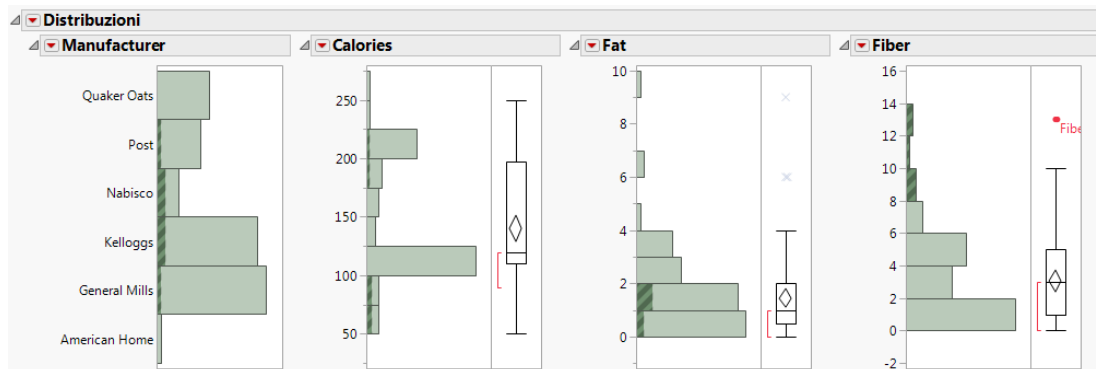 Distribuzioni
Manufacturer
Quaker Oats
Post
Nabisco
Kelloggs
General Mills
American Home
Calories
250
200
150
100
50
Fat
10
8
6
4
2
0
Fiber
16
14
12
10
8
6
4
2
0
-2
Fibe